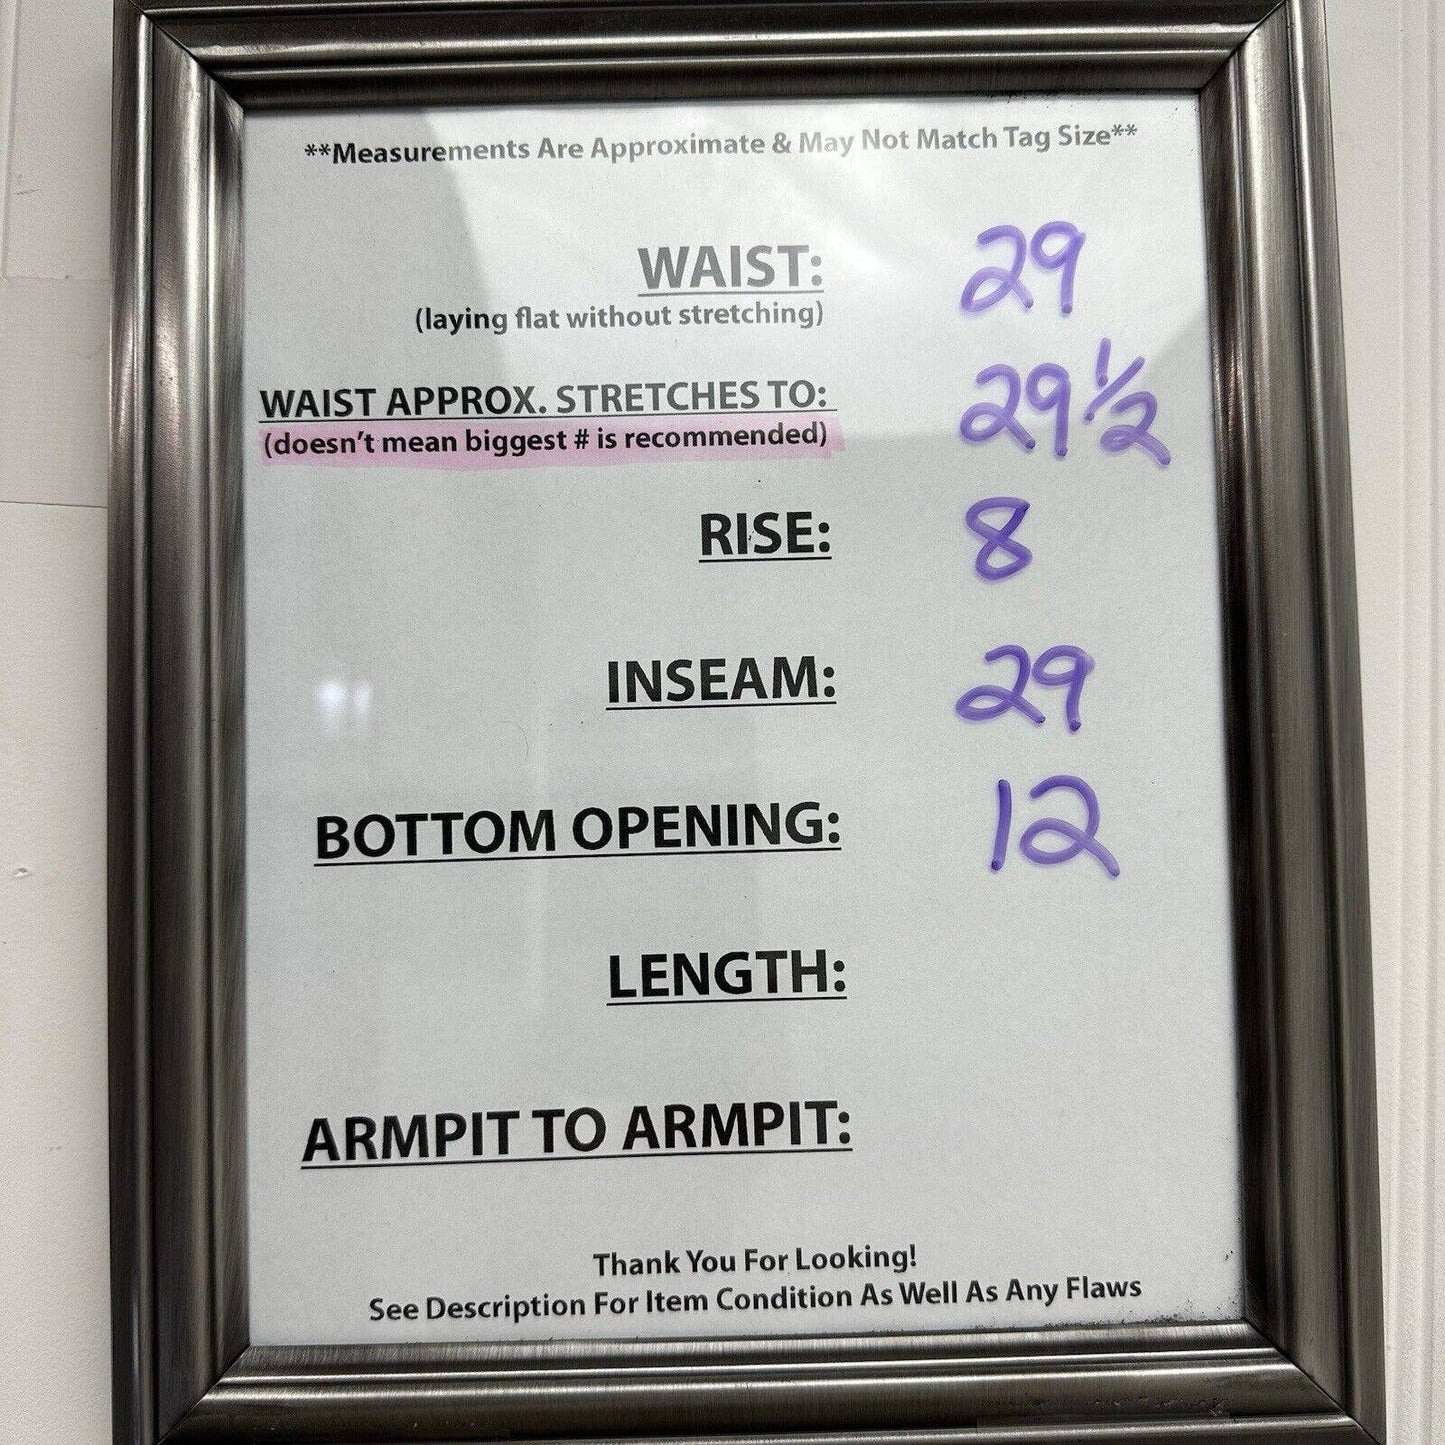 **Measurements Are Approximate & May Not Match Tag Size**
WAIST: 29
(laying flat without stretching)
WAIST APPROX. STRETCHES TO: 29 1/2
(doesn't mean biggest # is recommended)
RISE: 8
INSEAM: 29
BOTTOM OPENING: 12
LENGTH:
ARMPIT TO ARMPIT:
Thank You For Looking!
See Description For Item Condition As Well As Any Flaws